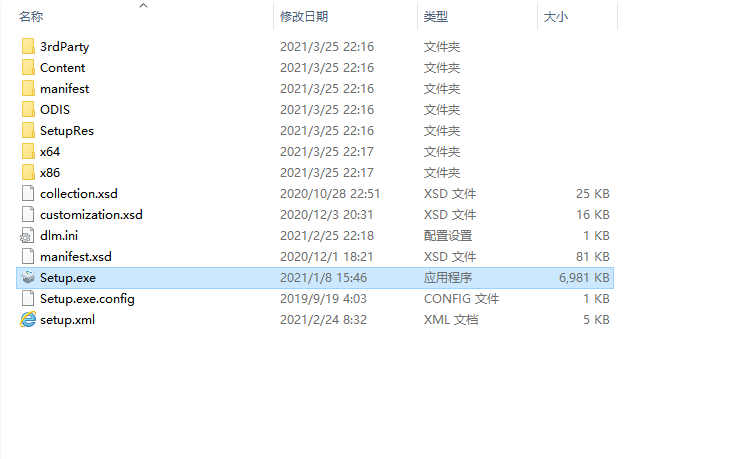 名称 修改日期 类型 大小
3rdParty 2021/3/25 22:16 文件夹
Content 2021/3/25 22:16 文件夹
manifest 2021/3/25 22:16 文件夹
ODIS 2021/3/25 22:16 文件夹
SetupRes 2021/3/25 22:16 文件夹
x64 2021/3/25 22:17 文件夹
x86 2021/3/25 22:17 文件夹
collection.xsd 2020/10/28 22:51 XSD 文件 25 KB
customization.xsd 2020/12/3 20:31 XSD 文件 16 KB
dlm.ini 2021/2/25 22:18 配置设置 1 KB
manifest.xsd 2020/12/1 18:21 XSD 文件 81 KB
Setup.exe 2021/1/8 15:46 应用程序 6,981 KB
Setup.exe.config 2019/9/19 4:03 CONFIG 文件 1 KB
setup.xml 2021/2/24 8:32 XML 文档 5 KB